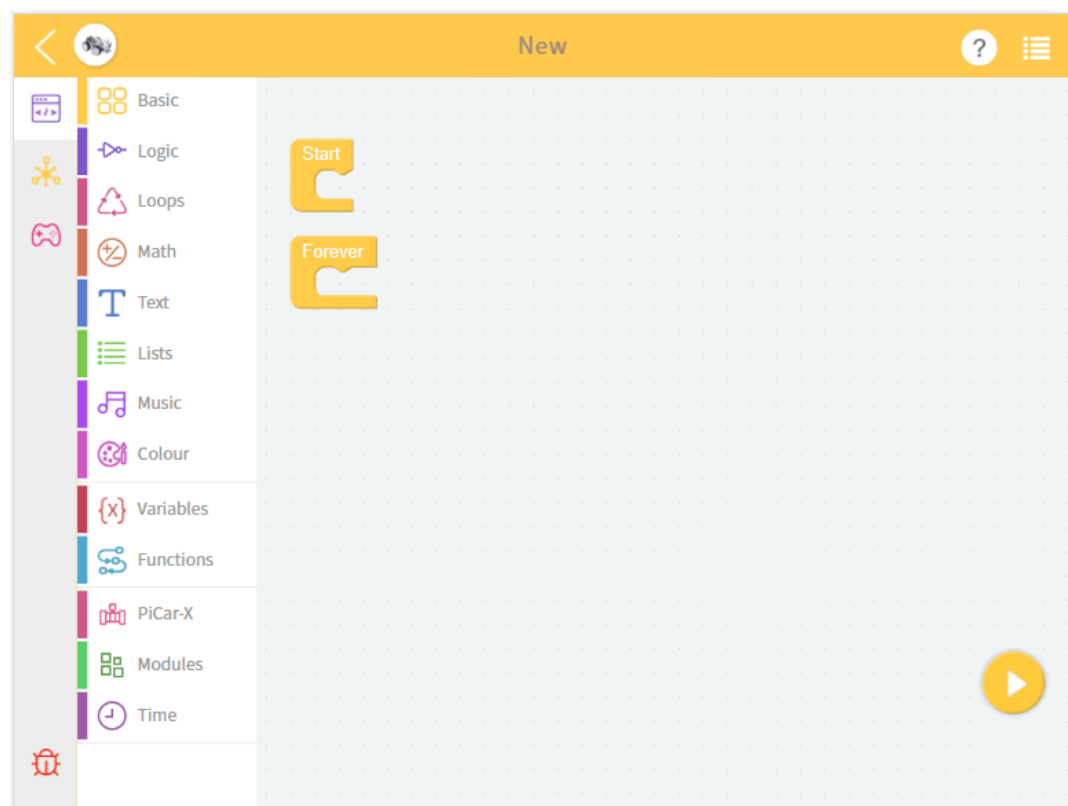 New
?
Basic
Logic
Loops
Math
Text
Lists
Music
Colour
Variables
Functions
PiCar-X
Modules
Time
Start
Forever